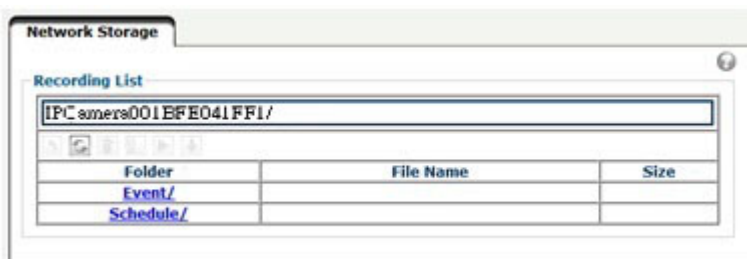 Network Storage
Recording List
IPCamera001BFE041FF1/
Folder File Name Size
Event/
Schedule/